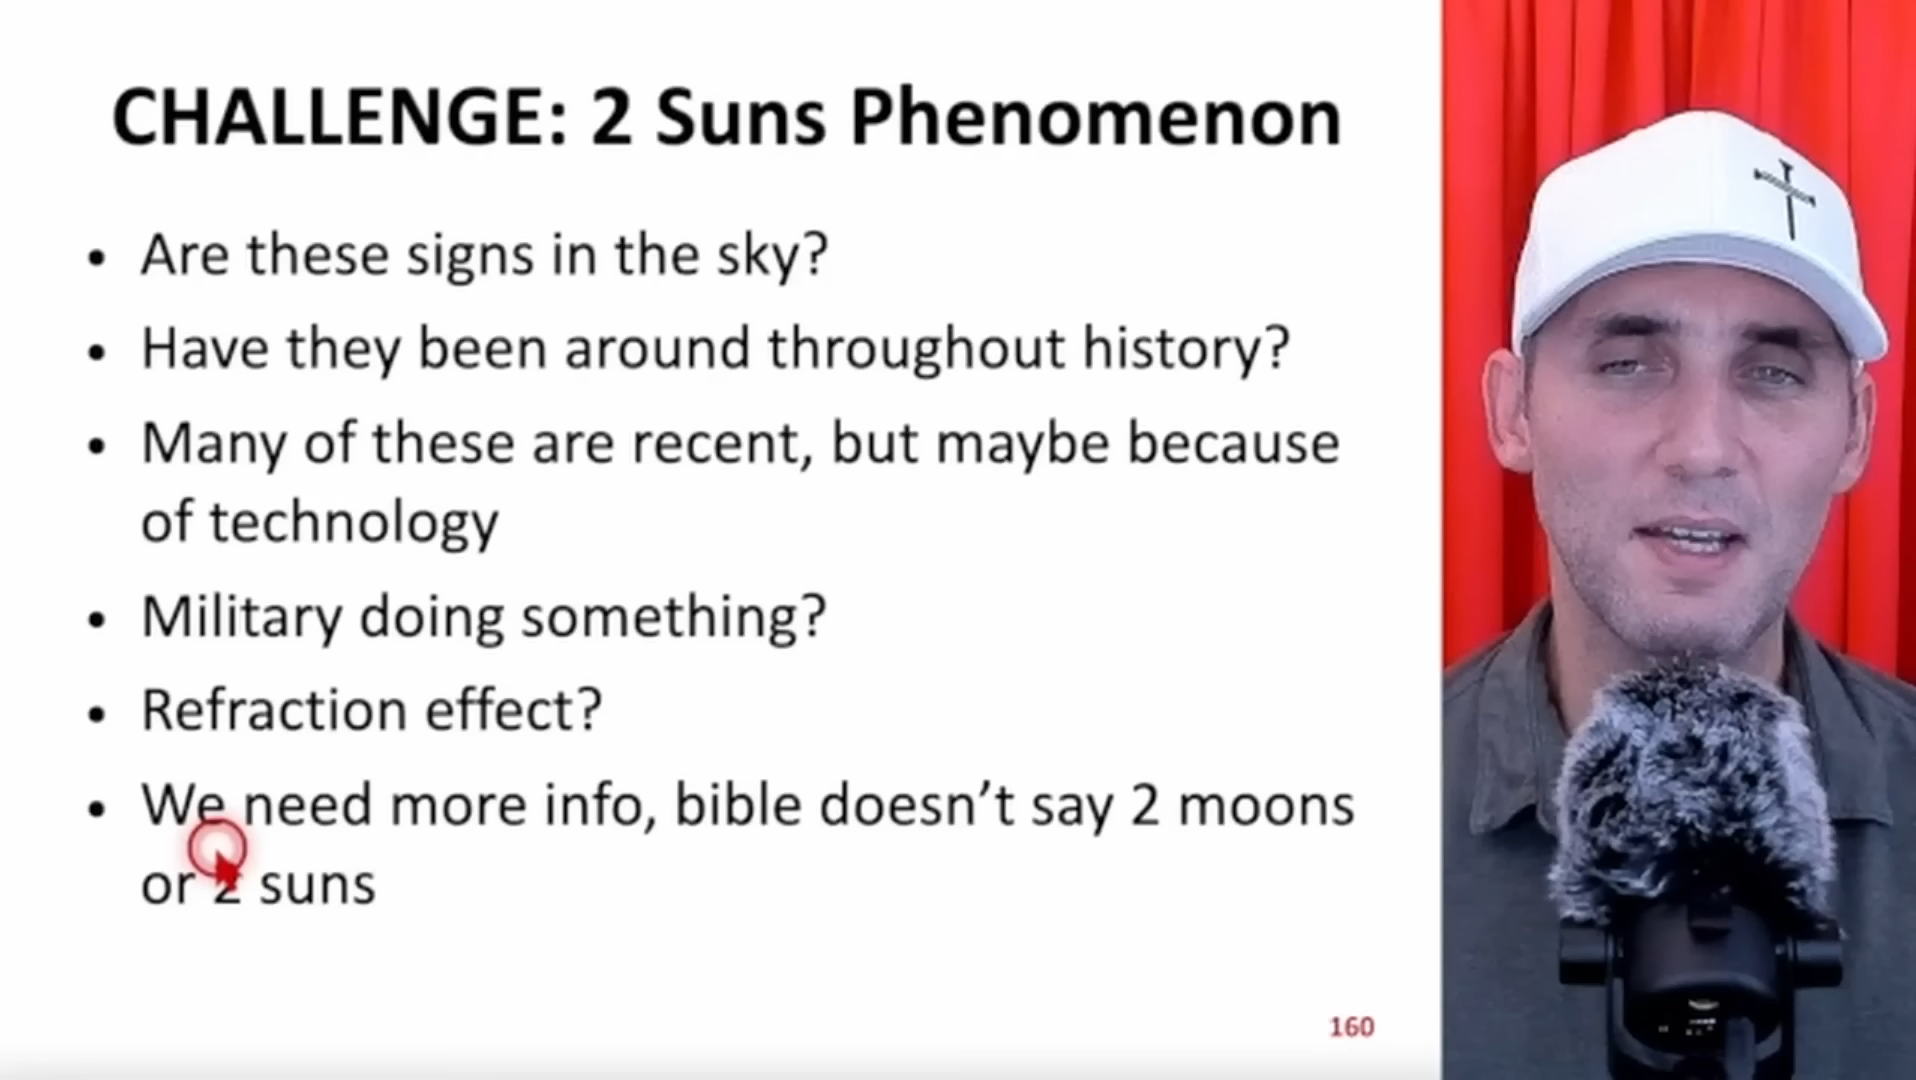 CHALLENGE: 2 Suns Phenomenon
• Are these signs in the sky?
• Have they been around throughout history?
• Many of these are recent, but maybe because
of technology
• Military doing something?
• Refraction effect?
• We need more info, bible doesn't say 2 moons
or 2 suns
160